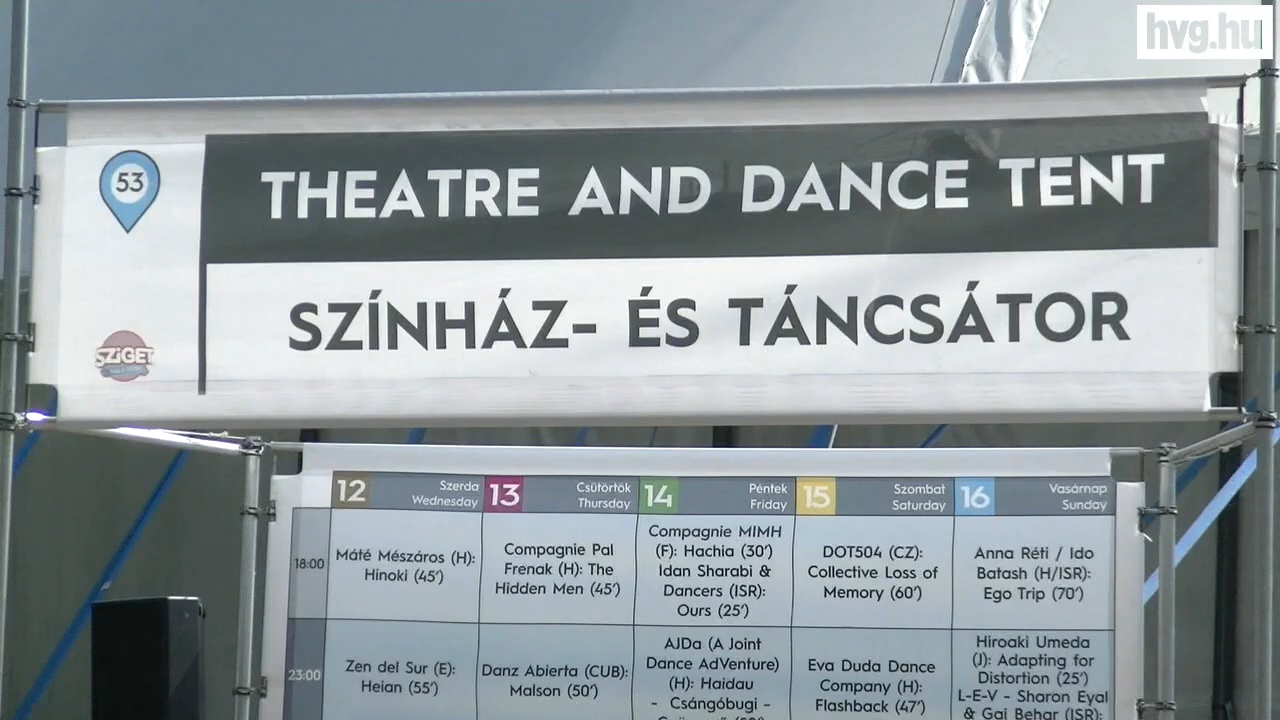 hvg.hu
53
THEATRE AND DANCE TENT
SZÍNHÁZ- ÉS TÁNCSÁTOR
SZiGET
12 Szerda
Wednesday
13 Csütörtök
Thursday
14 Péntek
Friday
15 Szombat
Saturday
16 Vasárnap
Sunday
18:00
Máté Mészáros (H):
Hinoki (45’)
Compagnie Pal
Frenak (H): The
Hidden Men (45’)
Compagnie MIMH
(F): Hachia (30’)
Idan Sharabi &
Dancers (ISR):
Ours (25’)
DOT504 (CZ):
Collective Loss of
Memory (60’)
Anna Réti / Ido
Batash (H/ISR):
Ego Trip (70’)
23:00
Zen del Sur (E):
Heian (55’)
Danz Abierta (CUB):
Malson (50’)
AJDa (A Joint
Dance AdVenture)
(H): Haidau
- Csángóbugi -
Eva Duda Dance
Company (H):
Flashback (47’)
Hiroaki Umeda
(J): Adapting for
Distortion (25’)
L-E-V - Sharon Eyal
& Gai Behar (ISR):